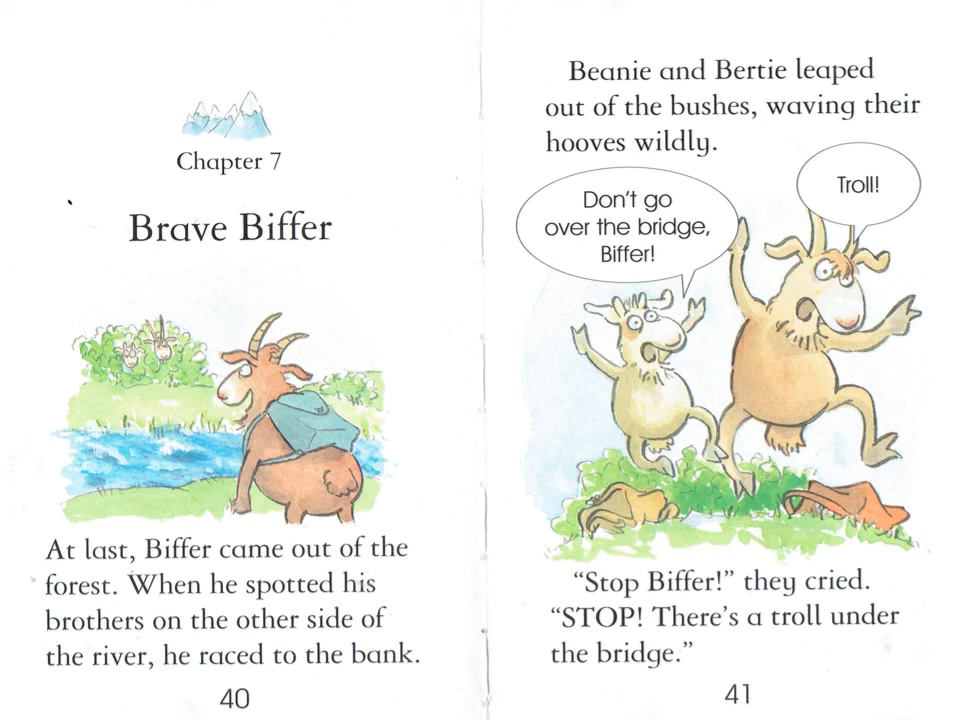 Chapter 7
Brave Biffer
At last, Biffer came out of the
forest. When he spotted his
brothers on the other side of
the river, he raced to the bank.
40
Beanie and Bertie leaped
out of the bushes, waving their
hooves wildly.
Don't go
over the bridge,
Biffer!
Troll!
“Stop Biffer!” they cried.
“STOP! There's a troll under
the bridge.”
41